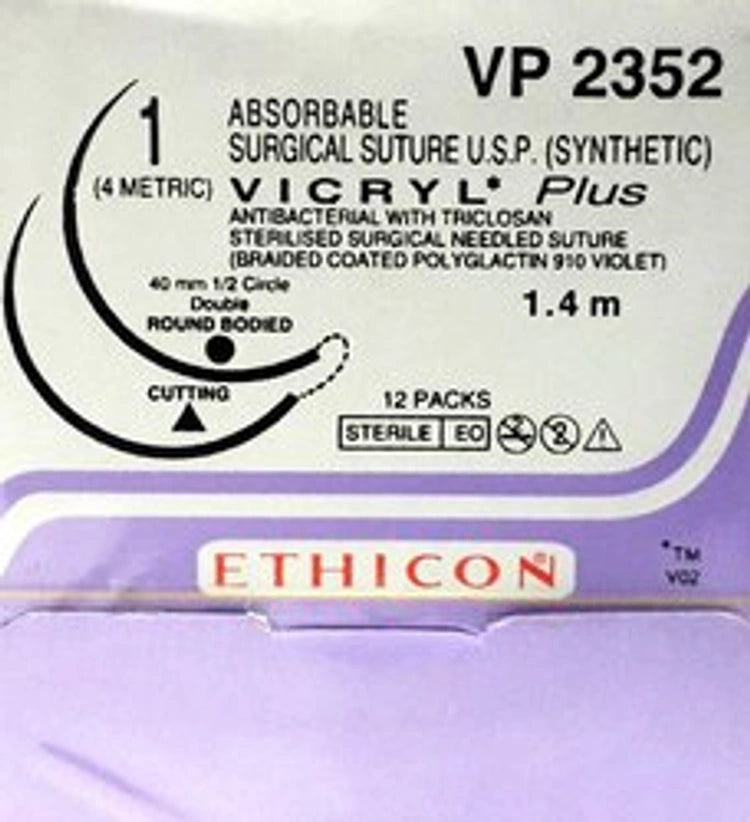 VP 2352
1
(4 METRIC)
ABSORBABLE
SURGICAL SUTURE U.S.P. (SYNTHETIC)
VICRYL* Plus
ANTIBACTERIAL WITH TRICLOSAN
STERILISED SURGICAL NEEDLED SUTURE
(BRAIDED COATED POLYGLACTIN 910 VIOLET)
40 mm 1/2 Circle
Double
ROUND BODIED
1.4 m
CUTTING
12 PACKS
STERILE EO
ETHICON®
*TM
V02